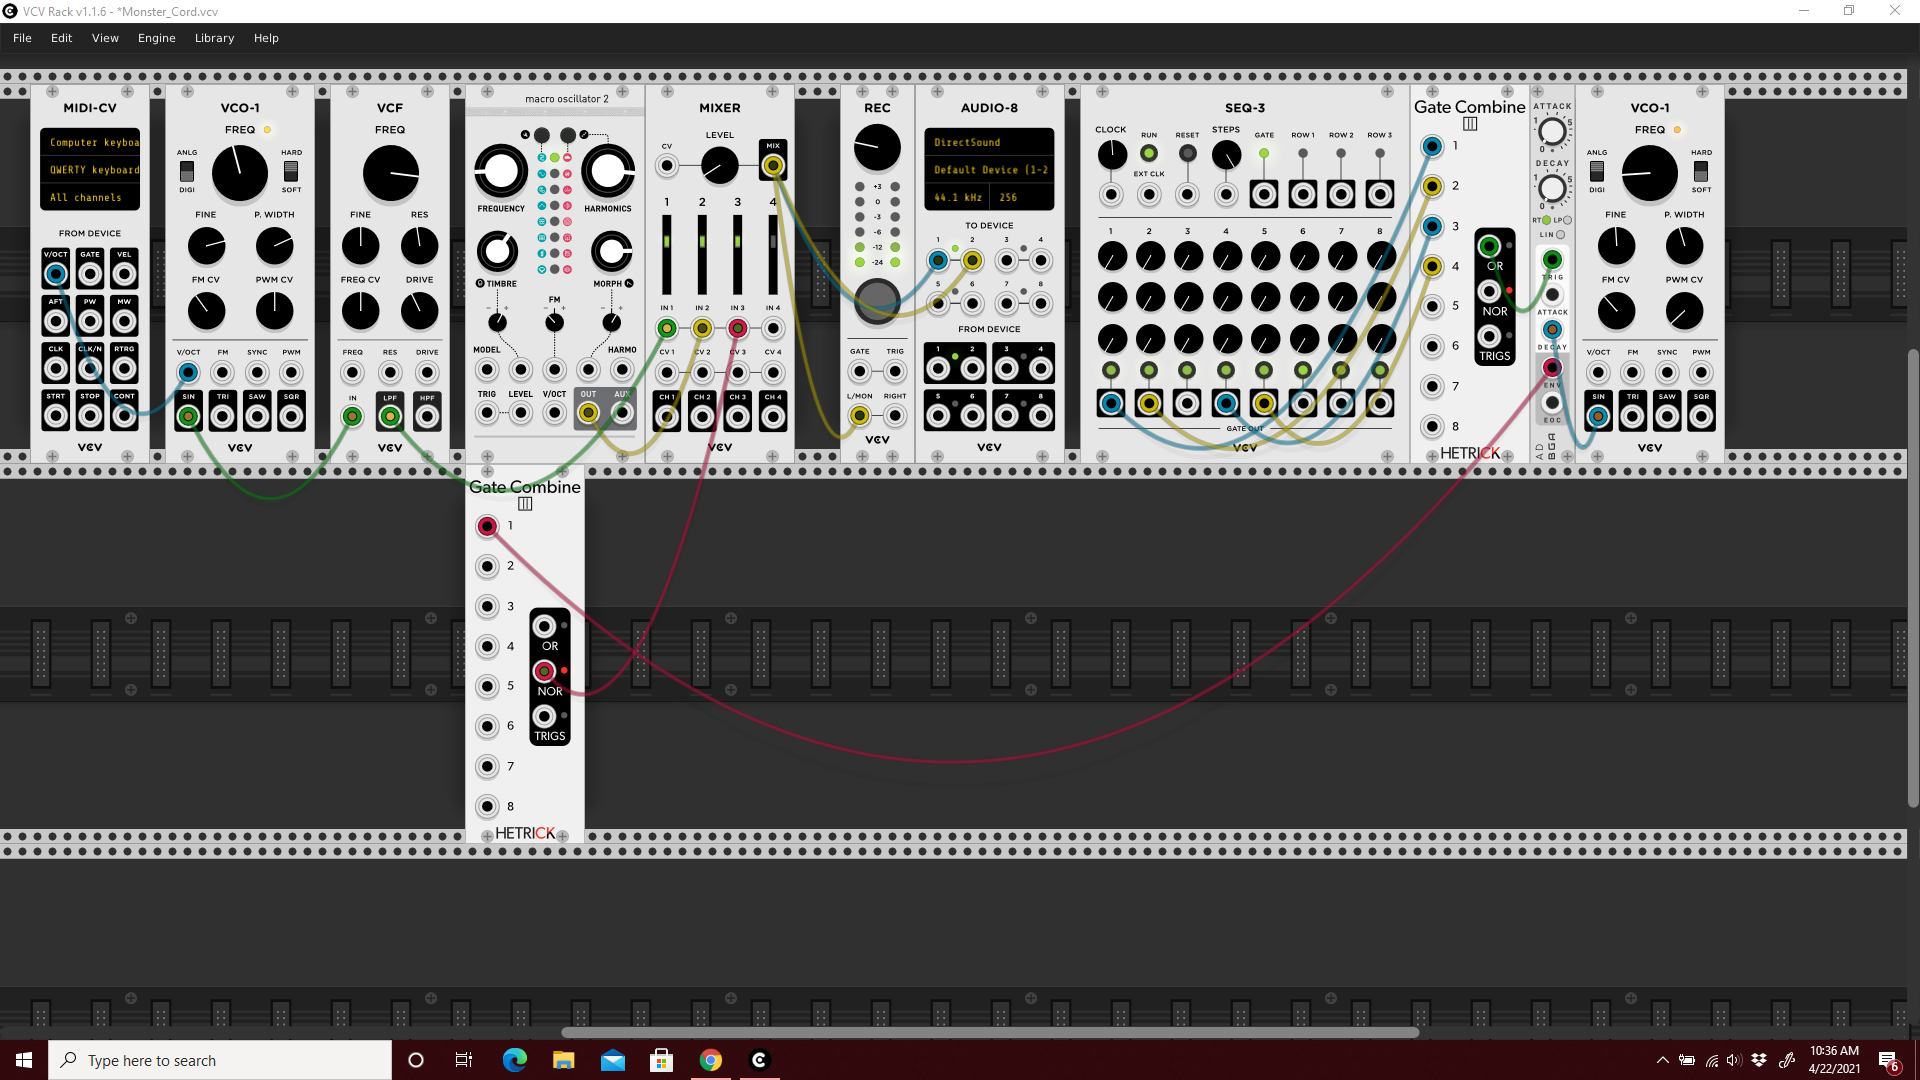 VCV Rack v1.1.6 - *Monster_Cord.vcv
File Edit View Engine Library Help
MIDI-CV
Computer keyboa
QWERTY keyboard
All channels
FROM DEVICE
V/OCT GATE VEL
AFT PW MW
CLK CLK/N RTRG
STRT STOP CONT
VCV
VCO-1
FREQ
ANLG HARD
DIGI SOFT
FINE P. WIDTH
FM CV PWM CV
V/OCT FM SYNC PWM
SIN TRI SAW SQR
VCV
VCF
FREQ
FINE RES
FREQ CV DRIVE
FREQ RES DRIVE
IN LPF HPF
VCV
macro oscillator 2
FREQUENCY HARMONICS
TIMBRE FM MORPH
MODEL HARMO
TRIG LEVEL V/OCT OUT AUX
MIXER
LEVEL
CV MIX
1 2 3 4
IN 1 IN 2 IN 3 IN 4
CV 1 CV 2 CV 3 CV 4
CH 1 CH 2 CH 3 CH 4
VCV
REC
+3
0
-3
-6
-12
-24
GATE TRIG
L/MON RIGHT
VCV
AUDIO-8
DirectSound
Default Device (1-2
44.1 kHz 256
TO DEVICE
1 2 3 4
5 6 7 8
FROM DEVICE
1 2 3 4
5 6 7 8
VCV
SEQ-3
CLOCK RUN RESET STEPS GATE ROW 1 ROW 2 ROW 3
EXT CLK
1 2 3 4 5 6 7 8
GATE OUT
VCV
Gate Combine
1
2
3
4
5
6
7
8
OR
NOR
TRIGS
HETRICK
ATTACK
1 5
0
DECAY
1 5
0
RT LP
LIN
TRIG
ATTACK
DECAY
ENV
EOC
AD
BGA
VCO-1
FREQ
ANLG HARD
DIGI SOFT
FINE P. WIDTH
FM CV PWM CV
V/OCT FM SYNC PWM
SIN TRI SAW SQR
VCV
Gate Combine
1
2
3
4
5
6
7
8
OR
NOR
TRIGS
HETRICK
Type here to search
10:36 AM
4/22/2021
6